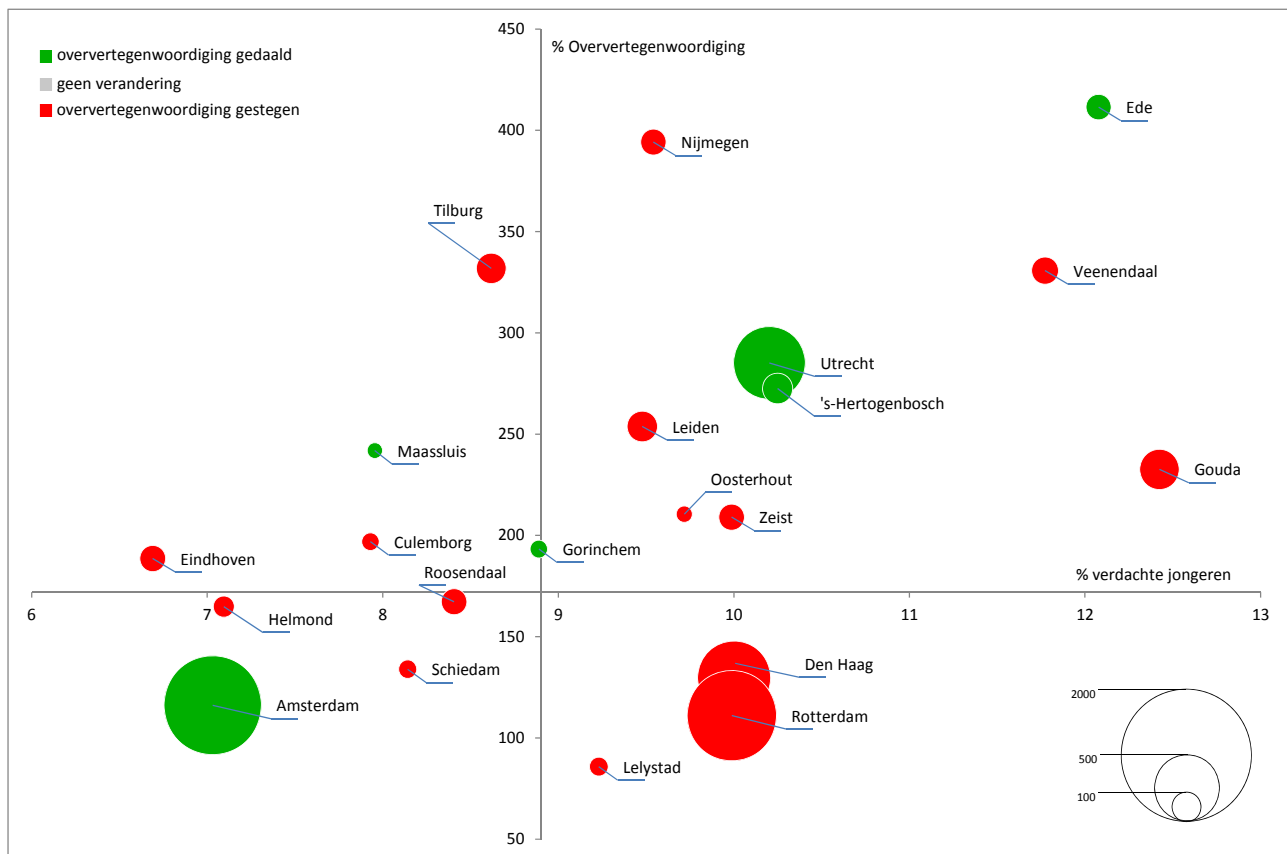 450
% Oververtegenwoordiging
oververtegenwoordiging gedaald
geen verandering
oververtegenwoordiging gestegen
Ede
400
Nijmegen
Tilburg
350
Veenendaal
300
Utrecht
's-Hertogenbosch
Leiden
250
Maassluis
Gouda
Oosterhout
Zeist
200
Culemborg
Gorinchem
Eindhoven
Roosendaal
% verdachte jongeren
6
7
8
9
10
11
12
13
Helmond
150
Schiedam
Den Haag
2000
Amsterdam
Rotterdam
100
Lelystad
500
100
50